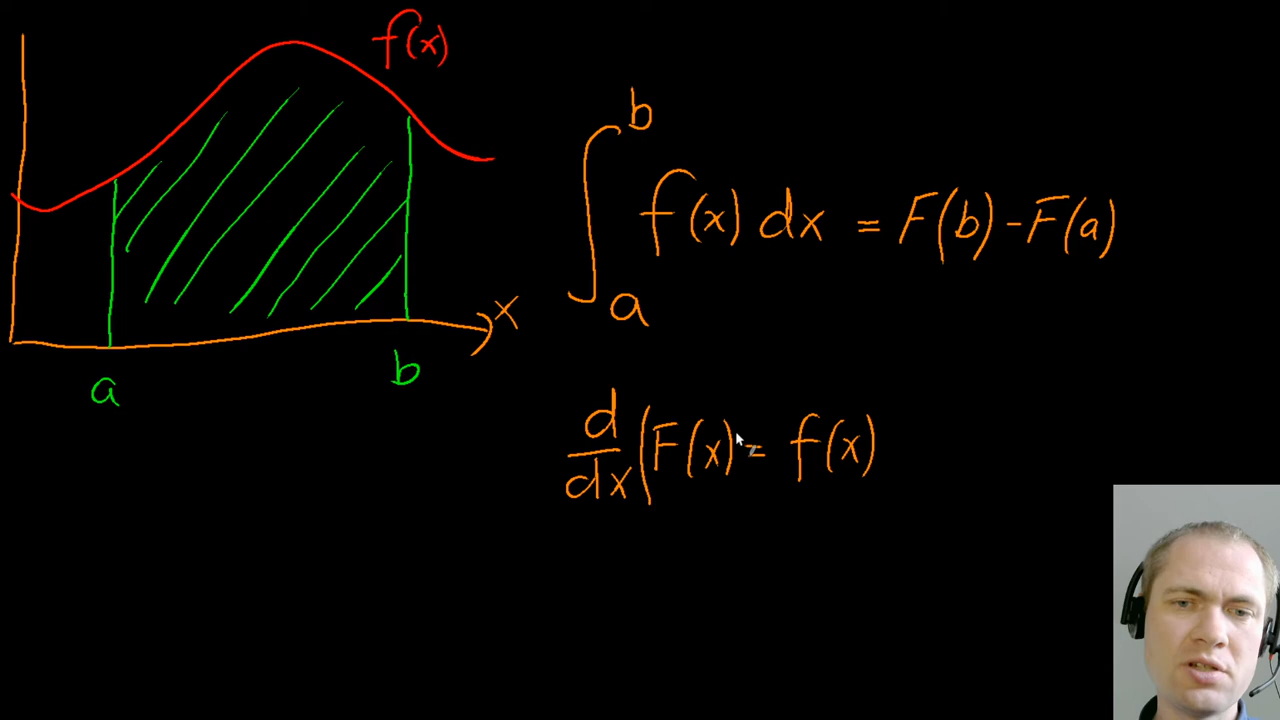 f(x)
x
a
b
∫
b
a
f(x) dx = F(b) - F(a)
d
dx
(F(x) = f(x)